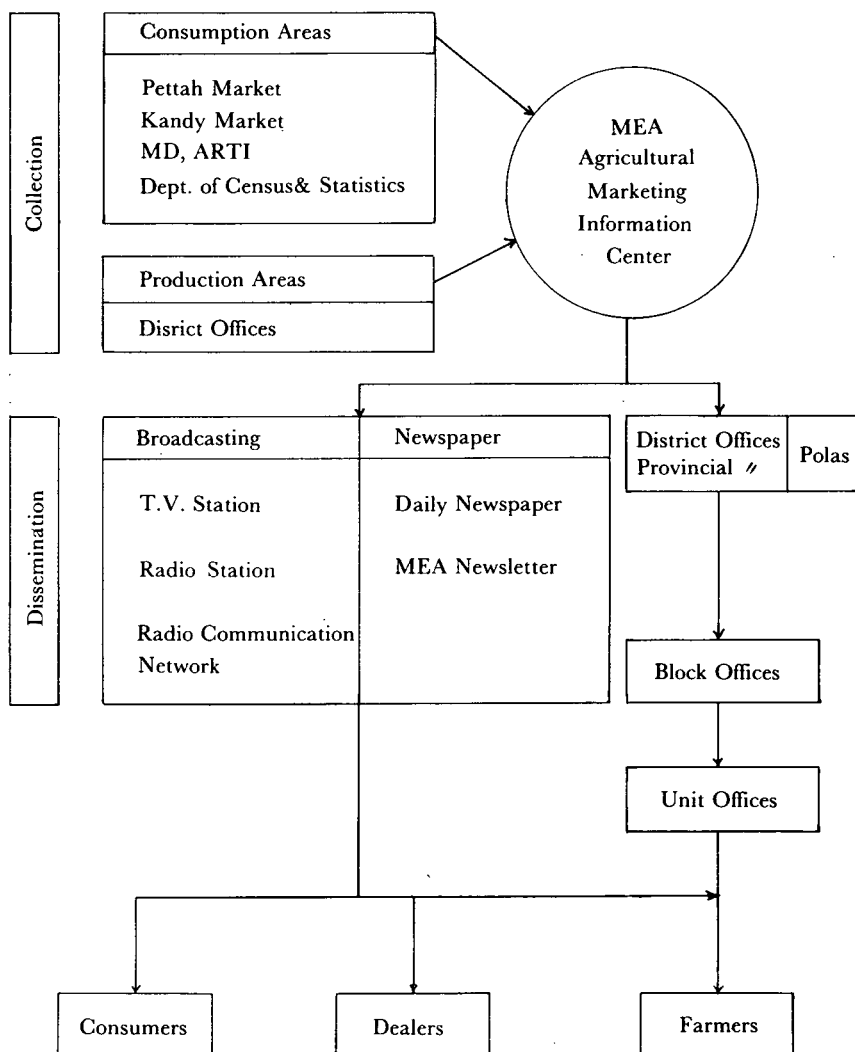 Collection
Consumption Areas
Pettah Market
Kandy Market
MD, ARTI
Dept. of Census& Statistics
Production Areas
Disrict Offices
MEA
Agricultural
Marketing
Information
Center
Dissemination
Broadcasting
T.V. Station
Radio Station
Radio Communication
Network
Newspaper
Daily Newspaper
MEA Newsletter
District Offices
Provincial 〃
Polas
Block Offices
Unit Offices
Consumers
Dealers
Farmers